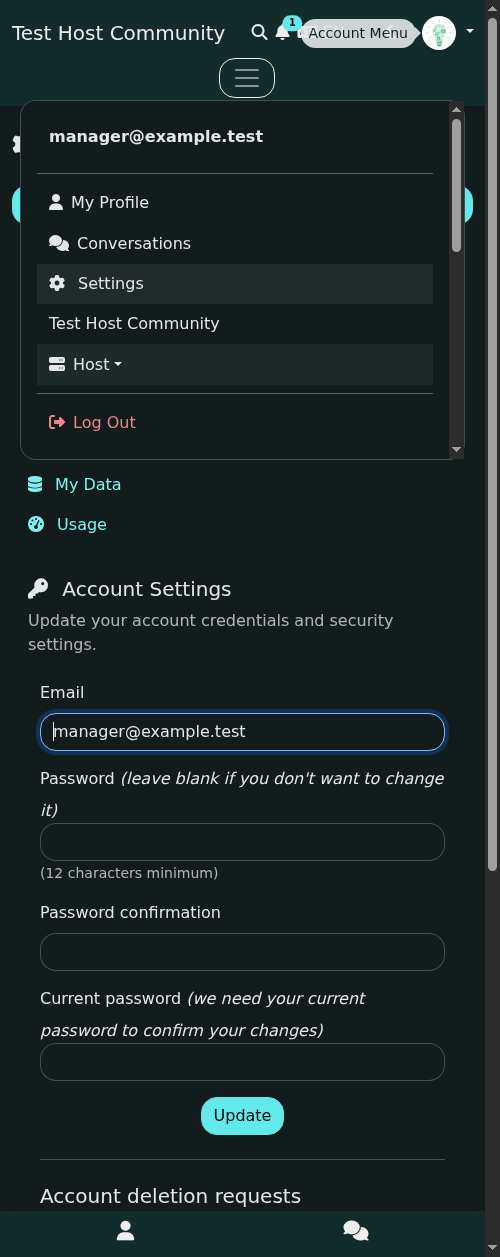 Test Host Community
1
Account Menu
manager@example.test
My Profile
Conversations
Settings
Test Host Community
Host
Log Out
My Data
Usage
Account Settings
Update your account credentials and security
settings.
Email
manager@example.test
Password (leave blank if you don't want to change
it)
(12 characters minimum)
Password confirmation
Current password (we need your current
password to confirm your changes)
Update
Account deletion requests